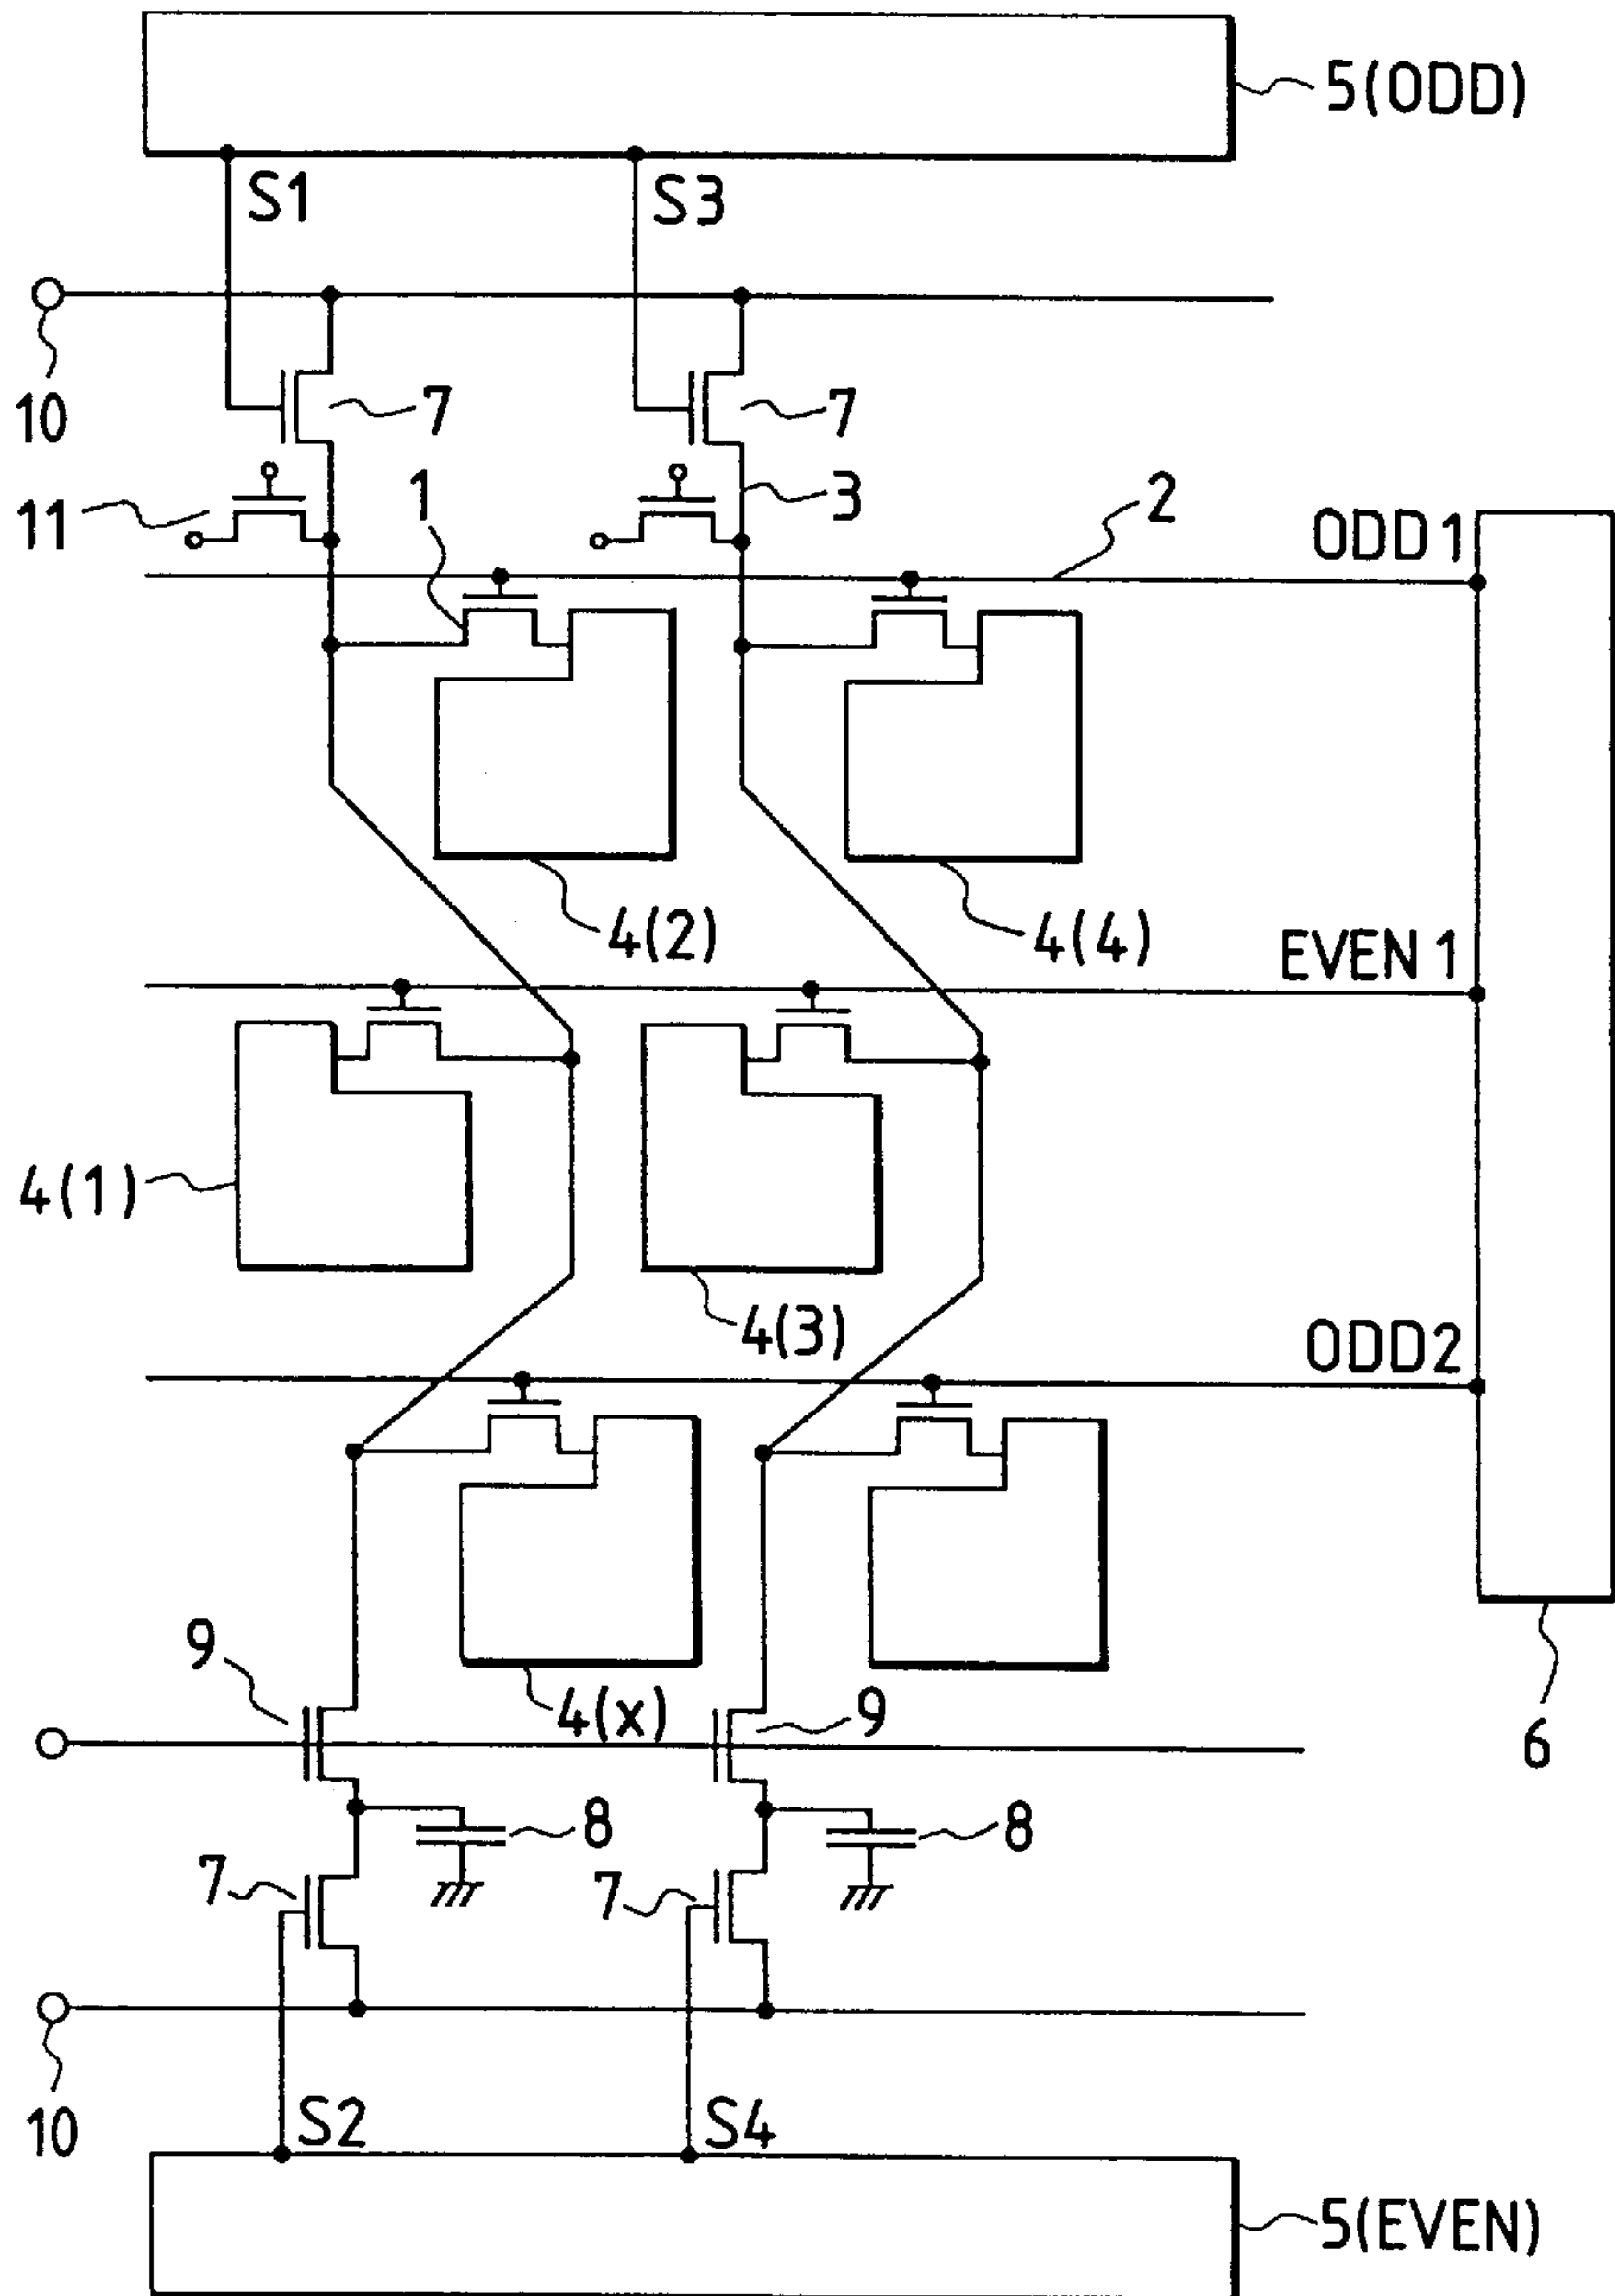 5(ODD)
S1
S3
10
7
7
11
1
3
2
ODD1
4(2)
4(4)
EVEN1
4(1)
4(3)
ODD2
9
4(x)
9
6
8
8
7
7
10
S2
S4
5(EVEN)